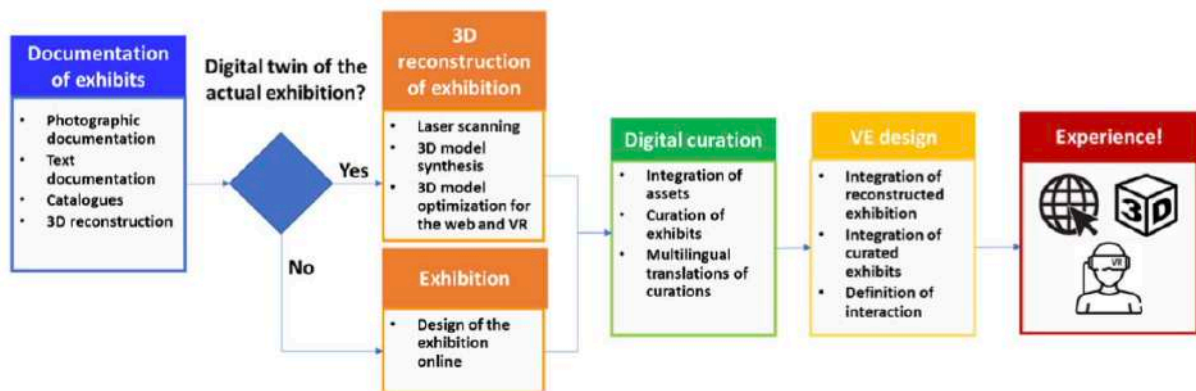 Documentation
of exhibits
• Photographic
documentation
• Text
documentation
• Catalogues
• 3D reconstruction
Digital twin of the
actual exhibition?
Yes
No
3D
reconstruction
of exhibition
• Laser scanning
• 3D model
synthesis
• 3D model
optimization for
the web and VR
Exhibition
• Design of the
exhibition
online
Digital curation
• Integration of
assets
• Curation of
exhibits
• Multilingual
translations of
curations
VE design
• Integration of
reconstructed
exhibition
• Integration of
curated
exhibits
• Definition of
interaction
Experience!
3D
VR